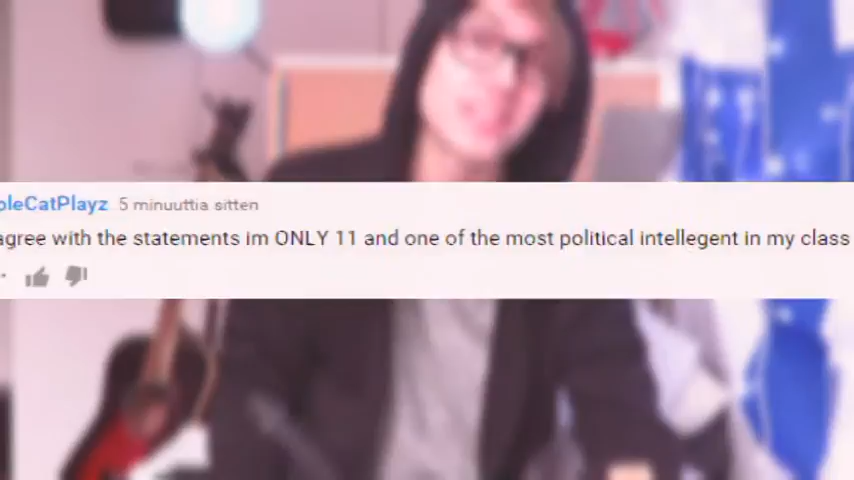 oleCatPlayz 5 minuuttia sitten
agree with the statements im ONLY 11 and one of the most political intellegent in my class